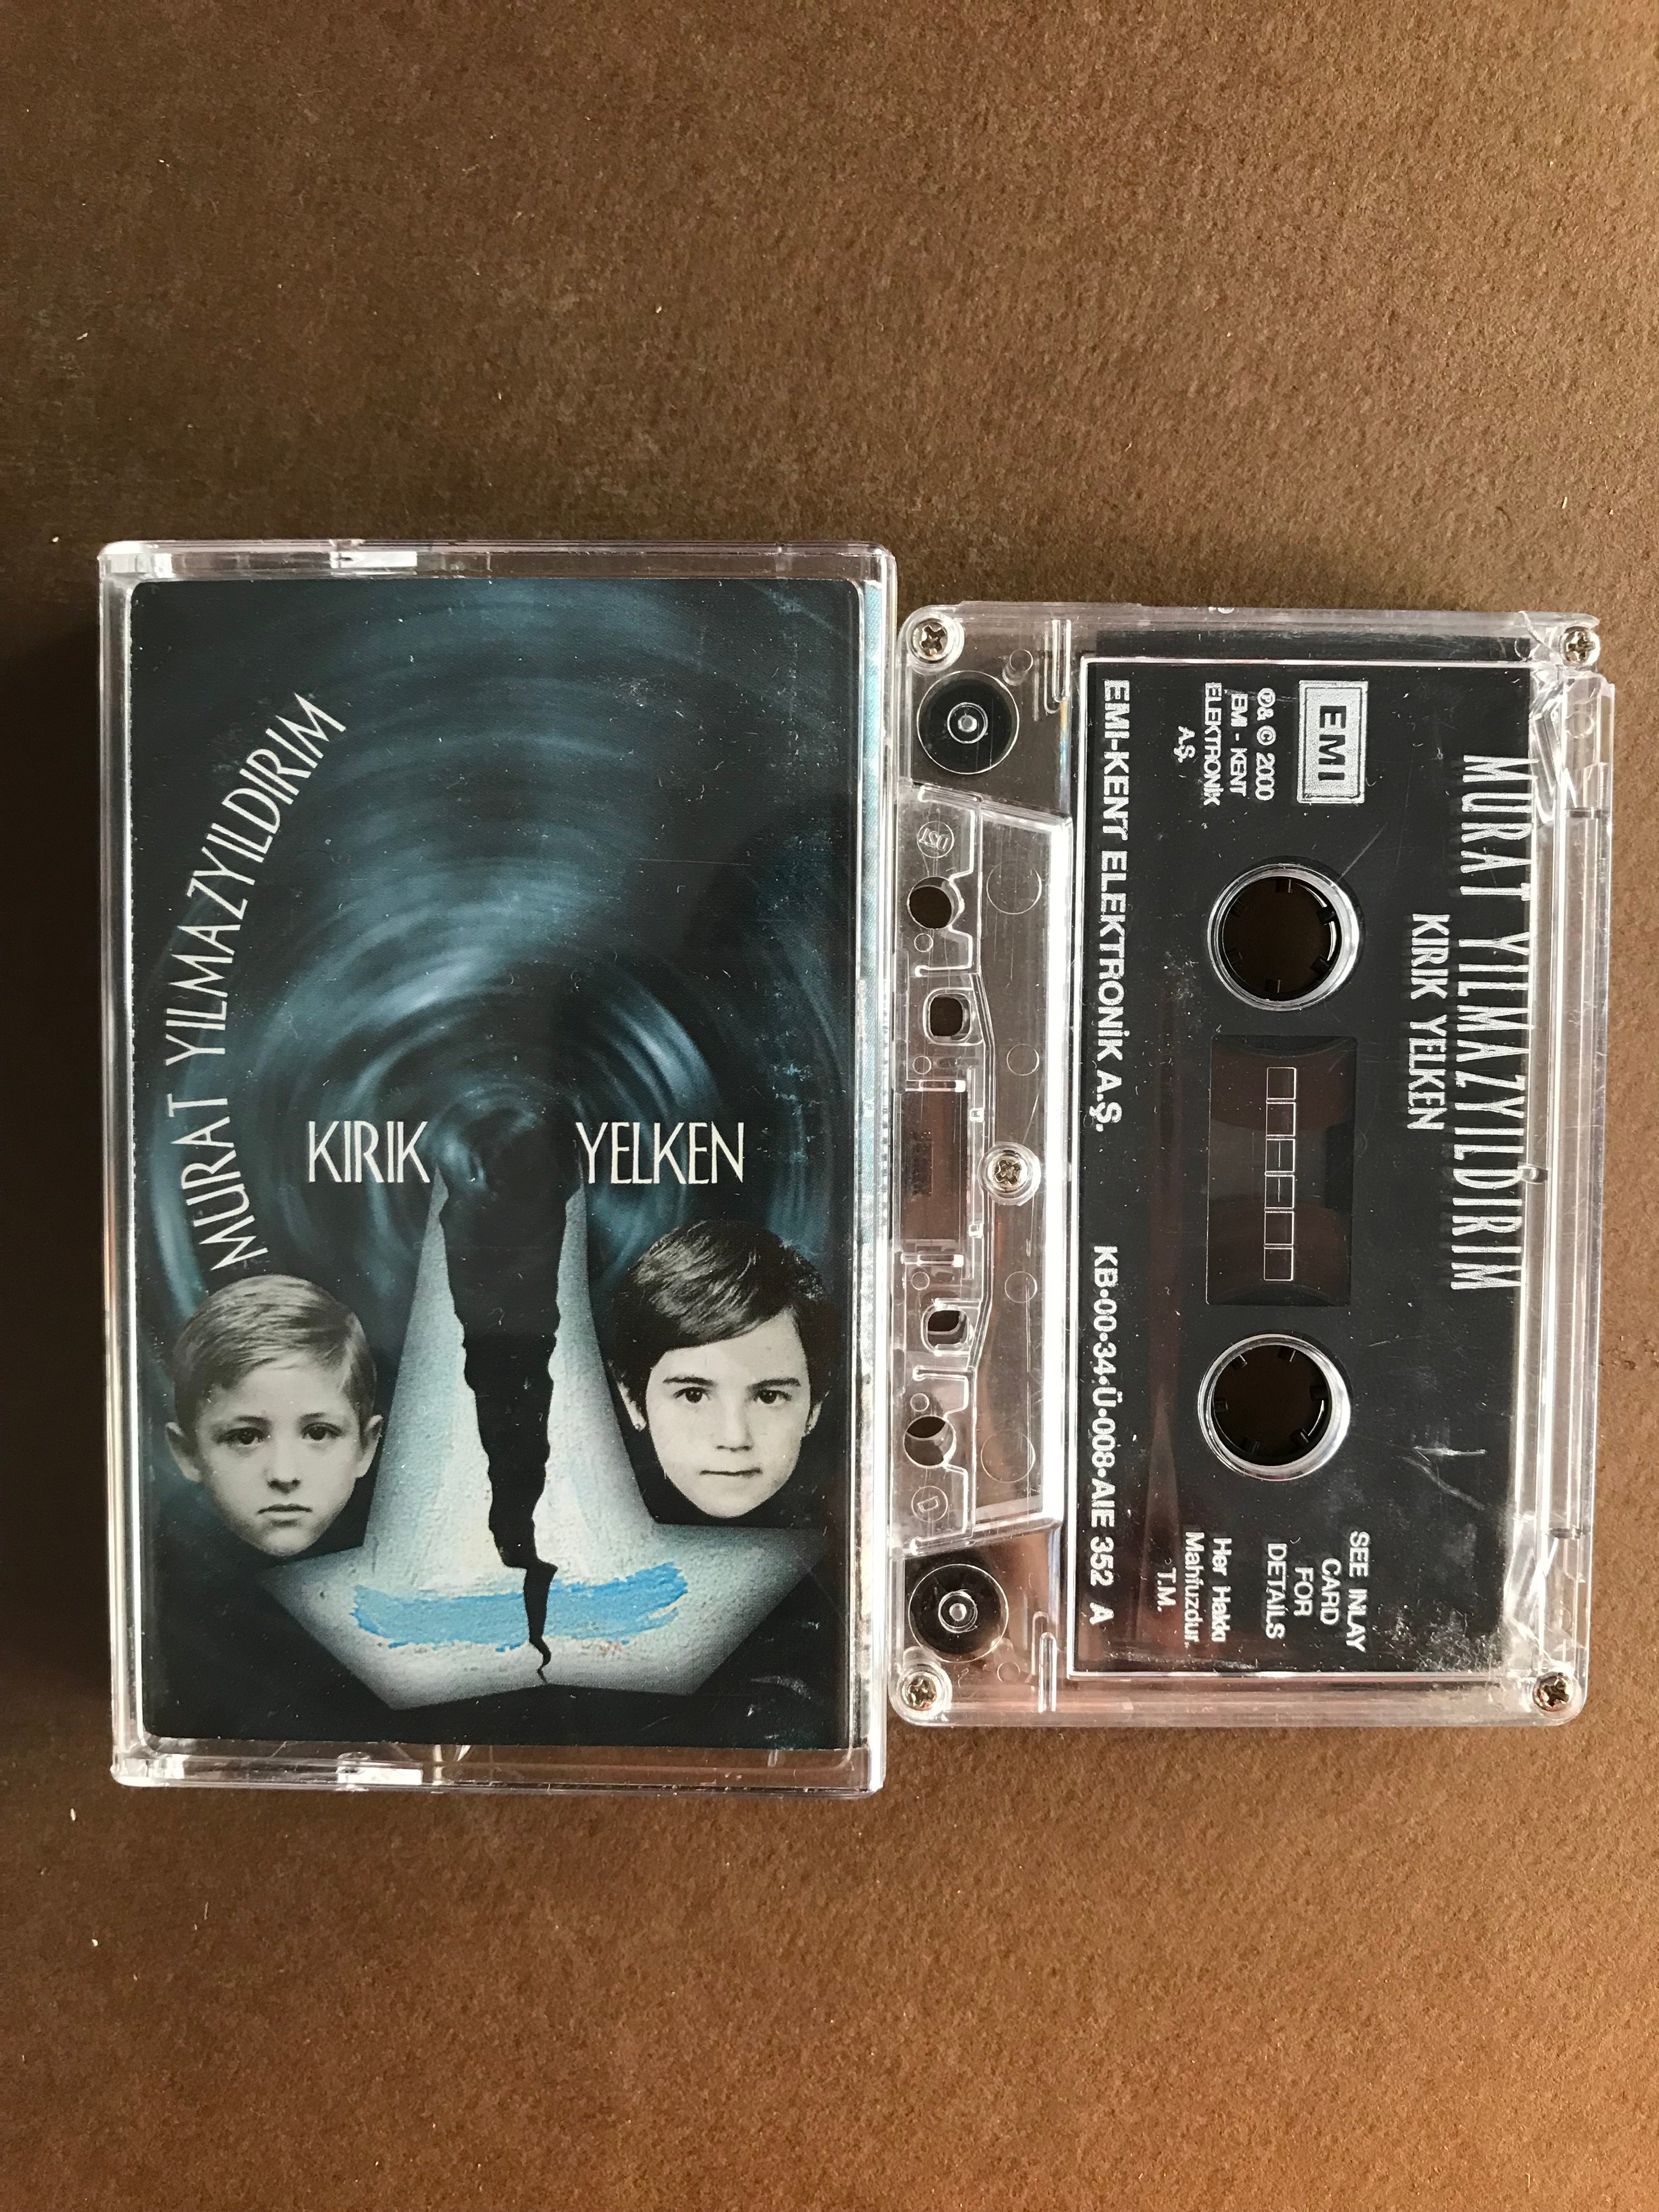 MURAT YILMAZYILDIRIM
KIRIK YELKEN
MURAT YILMAZYILDIRIM
KIRIK YELKEN
EMI
℗& © 2000
EMI - KENT
ELEKTRONİK
A.Ş.
SEE INLAY
CARD
FOR
DETAILS
Her Hakkı
Mahfuzdur.
T.M.
EMI-KENT ELEKTRONİK A.Ş. KB•00•34•Ü•008•AIE 352 A